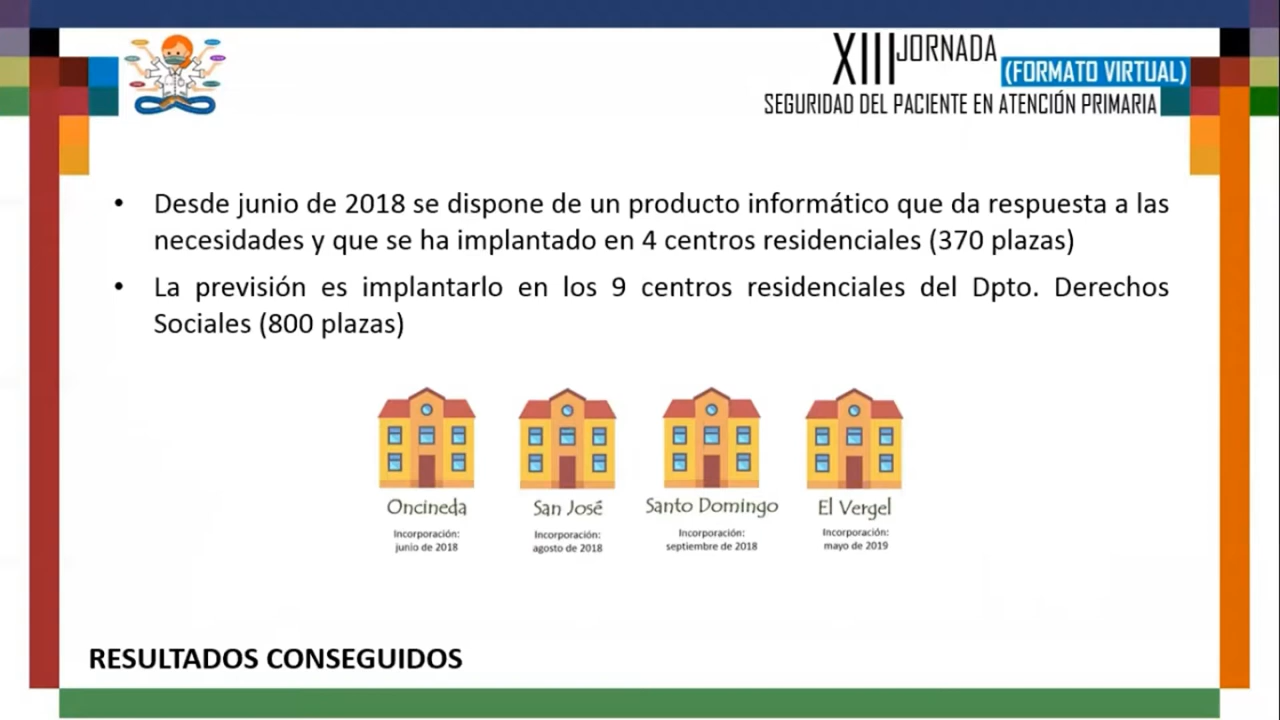 XIII JORNADA
(FORMATO VIRTUAL)
SEGURIDAD DEL PACIENTE EN ATENCIÓN PRIMARIA
• Desde junio de 2018 se dispone de un producto informático que da respuesta a las
necesidades y que se ha implantado en 4 centros residenciales (370 plazas)
• La previsión es implantarlo en los 9 centros residenciales del Dpto. Derechos
Sociales (800 plazas)
Oncineda
Incorporación:
junio de 2018
San José
Incorporación:
agosto de 2018
Santo Domingo
Incorporación:
septiembre de 2018
El Vergel
Incorporación:
mayo de 2019
RESULTADOS CONSEGUIDOS